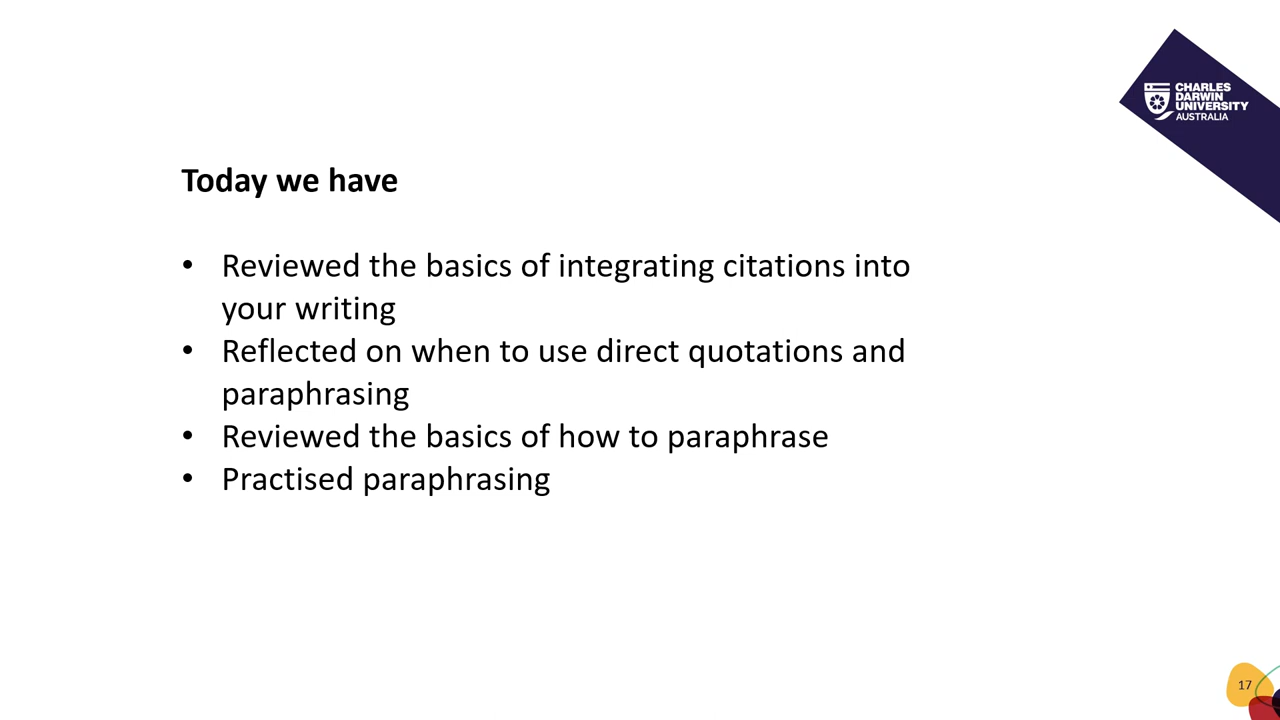 CHARLES
DARWIN
UNIVERSITY
AUSTRALIA
Today we have
• Reviewed the basics of integrating citations into
your writing
• Reflected on when to use direct quotations and
paraphrasing
• Reviewed the basics of how to paraphrase
• Practised paraphrasing
17